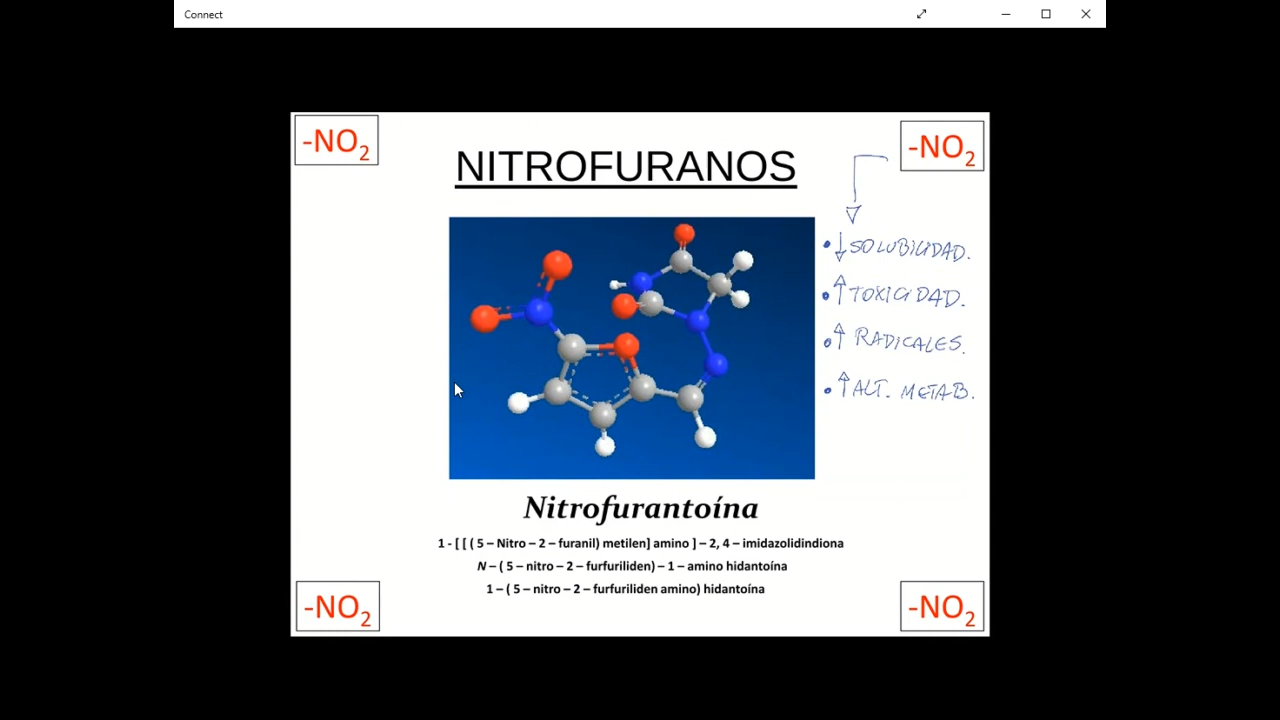 Connect
-NO2
-NO2
NITROFURANOS
• ↓ SOLUBILIDAD.
• ↑ TOXICIDAD.
• ↑ RADICALES.
• ↑ ALT. METAB.
Nitrofurantoína
1 - [ [ ( 5 – Nitro – 2 – furanil) metilen] amino ] – 2, 4 – imidazolidindiona
N – ( 5 – nitro – 2 – furfuriliden) – 1 – amino hidantoína
1 – ( 5 – nitro – 2 – furfuriliden amino) hidantoína
-NO2
-NO2